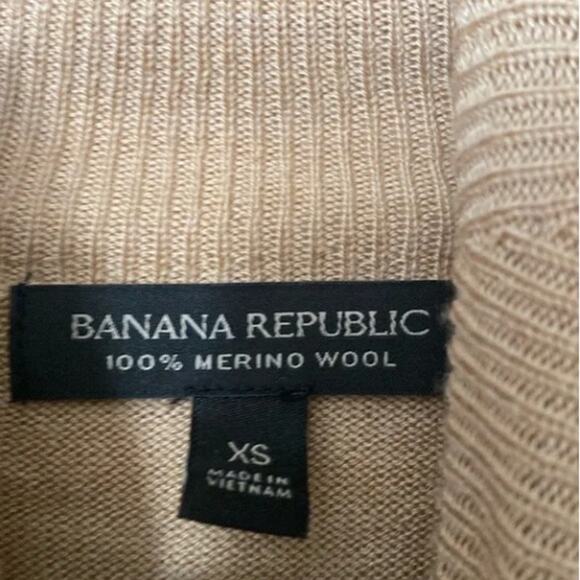 BANANA REPUBLIC
100% MERINO WOOL
XS
MADE IN
VIETNAM